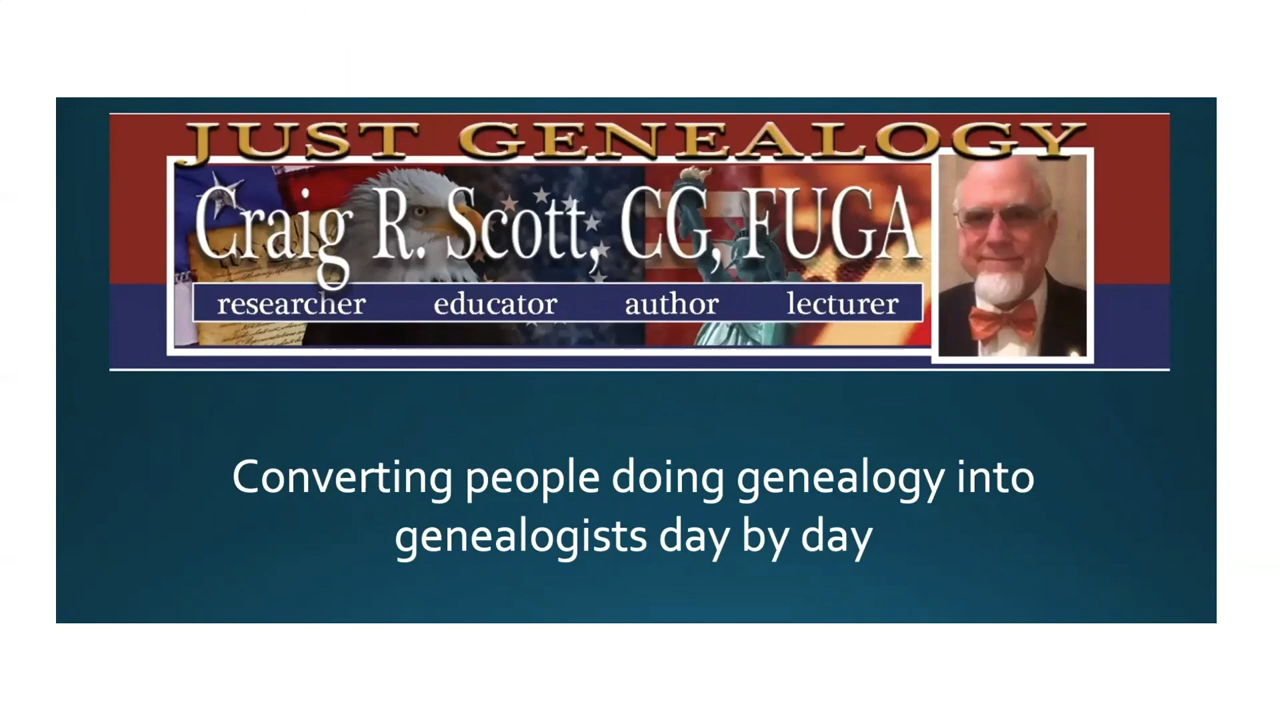 JUST GENEALOGY
Craig R. Scott, CG, FUGA
researcher educator author lecturer
Converting people doing genealogy into
genealogists day by day